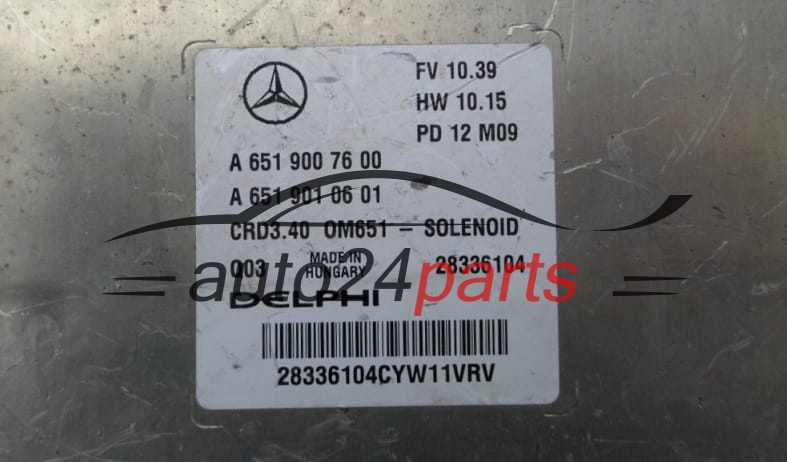 FV 10.39
HW 10.15
PD 12 M09
A 651 900 76 00
A 651 901 06 01
CRD3.40 OM651 – SOLENOID
Q03 MADE IN HUNGARY 28336104
auto24parts
DELPHI
28336104CYW11VRV